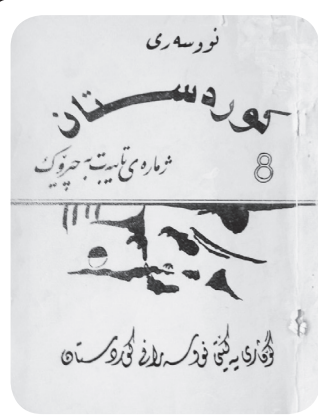 نووسەری
کوردستان
ژمارەی تایبەت بە چیرۆک
8
گۆڤاری یەکێتی نووسەرانی کوردستان